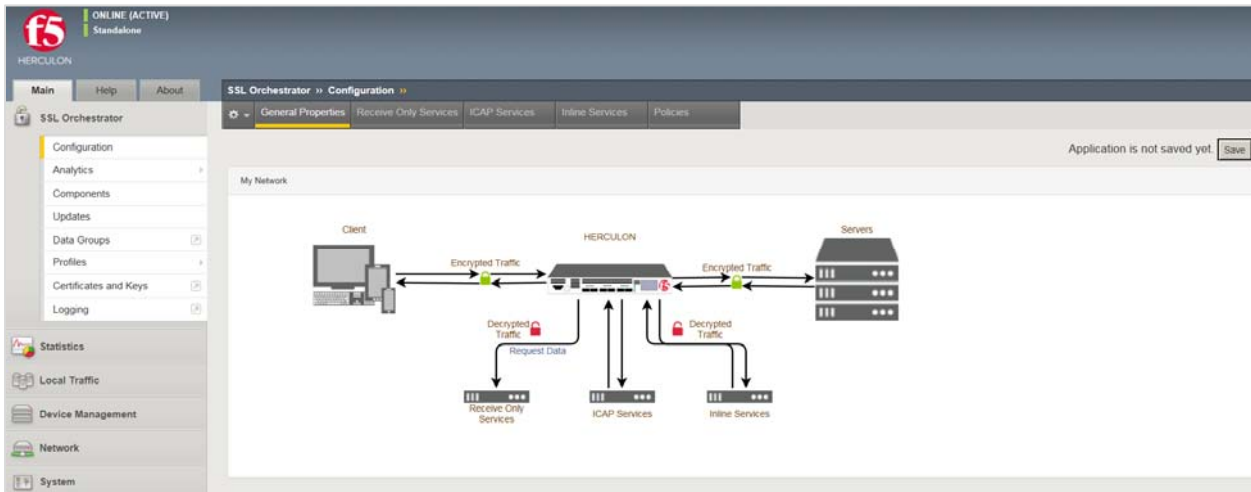 ONLINE (ACTIVE)
Standalone
f5
HERCULON
Main Help About
SSL Orchestrator
Configuration
Analytics
Components
Updates
Data Groups
Profiles
Certificates and Keys
Logging
Statistics
Local Traffic
Device Management
Network
System
SSL Orchestrator ›› Configuration ››
General Properties Receive Only Services ICAP Services Inline Services Policies
Application is not saved yet. Save
My Network
Client
HERCULON
Servers
Encrypted Traffic
Encrypted Traffic
Decrypted
Traffic
Request Data
Decrypted
Traffic
Receive Only
Services
ICAP Services
Inline Services